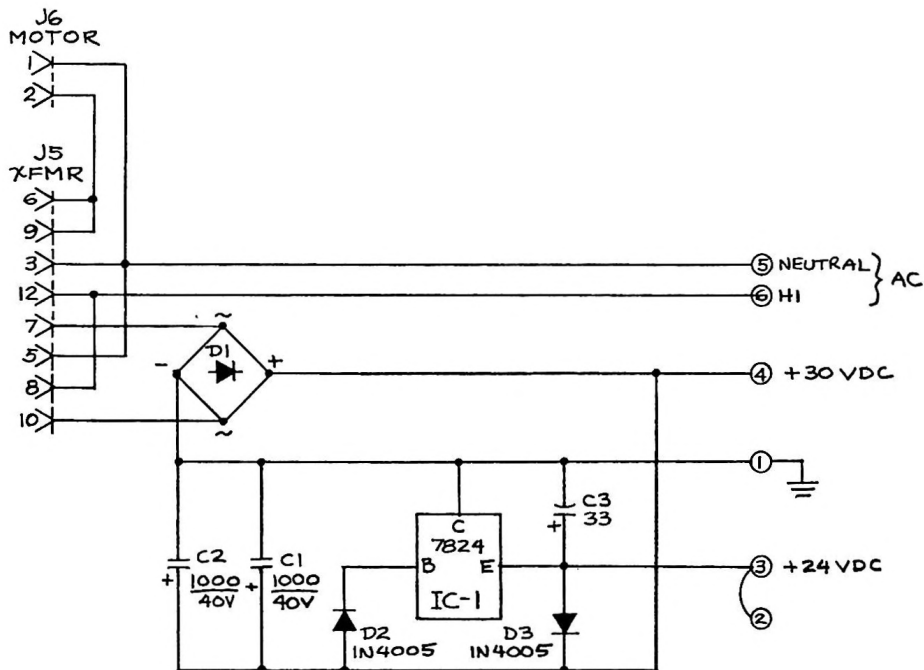 J6
MOTOR
1
2
J5
XFMR
6
9
3
12
7
5
8
10
5 NEUTRAL } AC
6 HI
~
D1
- +
~
4 +30 VDC
1
C3
+ 33
C
7824
B E
IC-1
C2
+ 1000
40V
C1
+ 1000
40V
3 +24 VDC
2
D2
1N4005
D3
1N4005